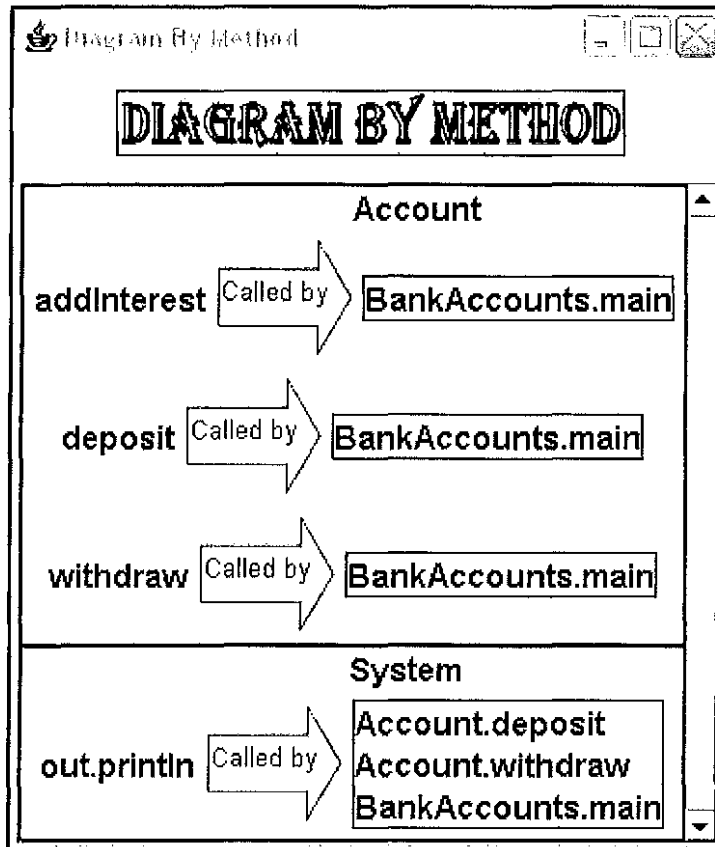 Diagram By Method
DIAGRAM BY METHOD
Account
addInterest Called by BankAccounts.main
deposit Called by BankAccounts.main
withdraw Called by BankAccounts.main
System
out.println Called by Account.deposit
Account.withdraw
BankAccounts.main